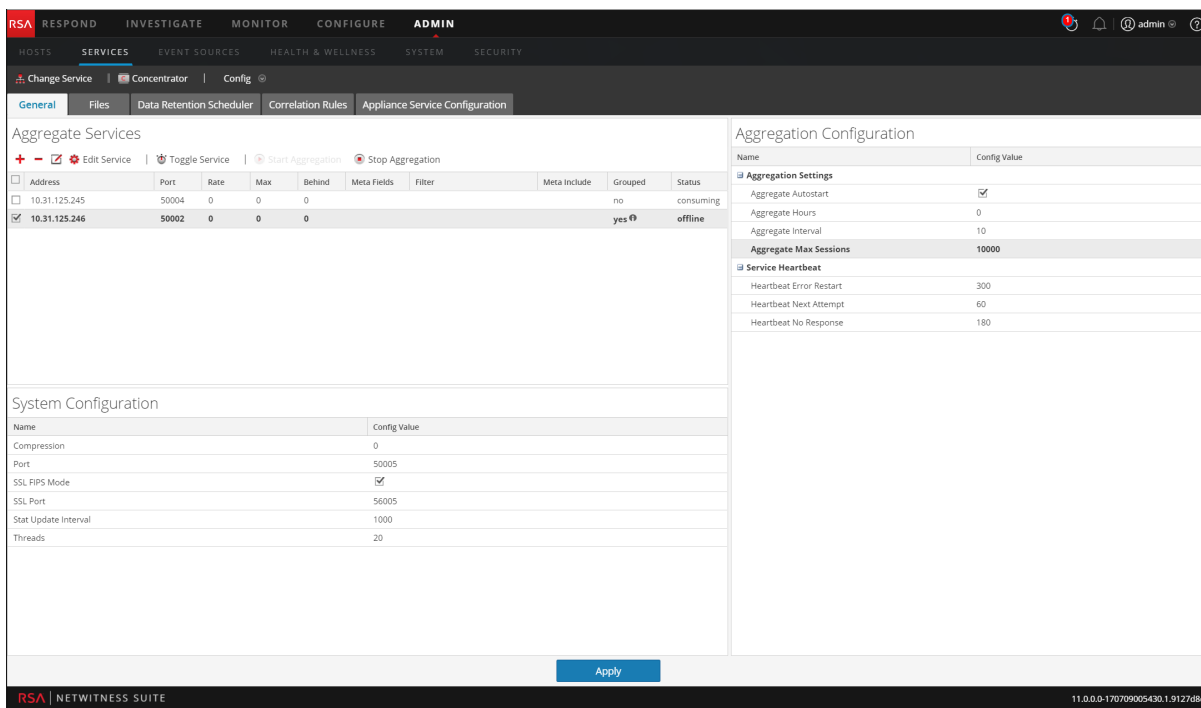 RSA RESPOND INVESTIGATE MONITOR CONFIGURE ADMIN 1 admin
HOSTS SERVICES EVENT SOURCES HEALTH & WELLNESS SYSTEM SECURITY
Change Service | Concentrator | Config
General Files Data Retention Scheduler Correlation Rules Appliance Service Configuration
Aggregate Services
Edit Service | Toggle Service | Start Aggregation Stop Aggregation
Address Port Rate Max Behind Meta Fields Filter Meta Include Grouped Status
10.31.125.245 50004 0 0 0 no consuming
10.31.125.246 50002 0 0 0 yes offline
System Configuration
Name Config Value
Compression 0
Port 50005
SSL FIPS Mode
SSL Port 56005
Stat Update Interval 1000
Threads 20
Aggregation Configuration
Name Config Value
Aggregation Settings
Aggregate Autostart
Aggregate Hours 0
Aggregate Interval 10
Aggregate Max Sessions 10000
Service Heartbeat
Heartbeat Error Restart 300
Heartbeat Next Attempt 60
Heartbeat No Response 180
Apply
RSA | NETWITNESS SUITE